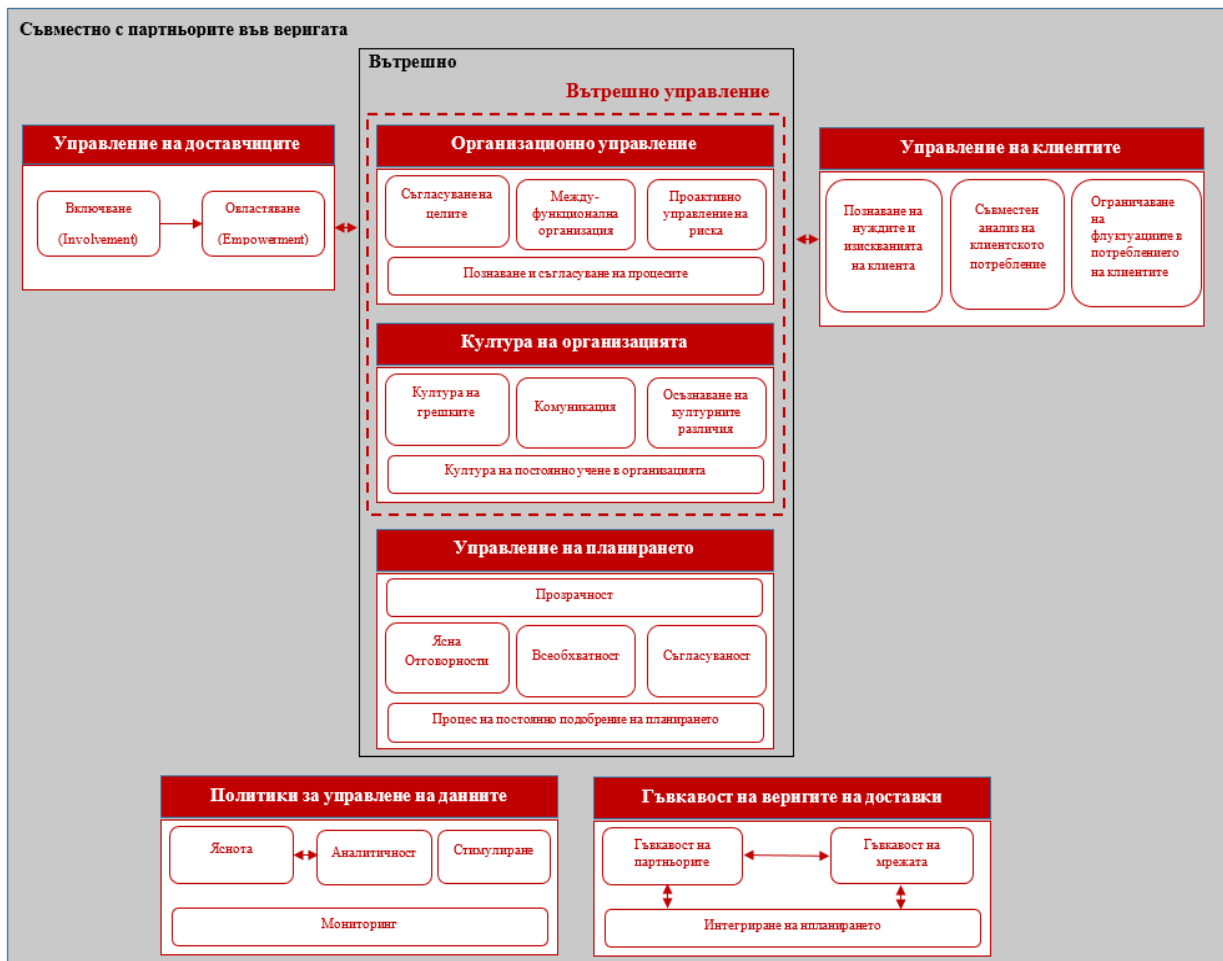 Съвместно с партньорите във веригата
Вътрешно
Вътрешно управление
Управление на доставчиците
Включване
(Involvement)
Овластяване
(Empowerment)
Организационно управление
Съгласуване на
целите
Между-
функционална
организация
Проактивно
управление на
риска
Познаване и съгласуване на процесите
Управление на клиентите
Познаване на
нуждите и
изискванията
на клиента
Съвместен
анализ на
клиентското
потребление
Ограничаване
на
флуктуациите в
потреблението
на клиентите
Култура на организацията
Култура на
грешките
Комуникация
Осъзнаване на
културните
различия
Култура на постоянно учене в организацията
Управление на планирането
Прозрачност
Ясна
Отговорности
Всеобхватност
Съгласуваност
Процес на постоянно подобрение на планирането
Политики за управлене на данните
Яснота
Аналитичност
Стимулиране
Мониторинг
Гъвкавост на веригите на доставки
Гъвкавост на
партньорите
Гъвкавост на
мрежата
Интегриране на нпланирането